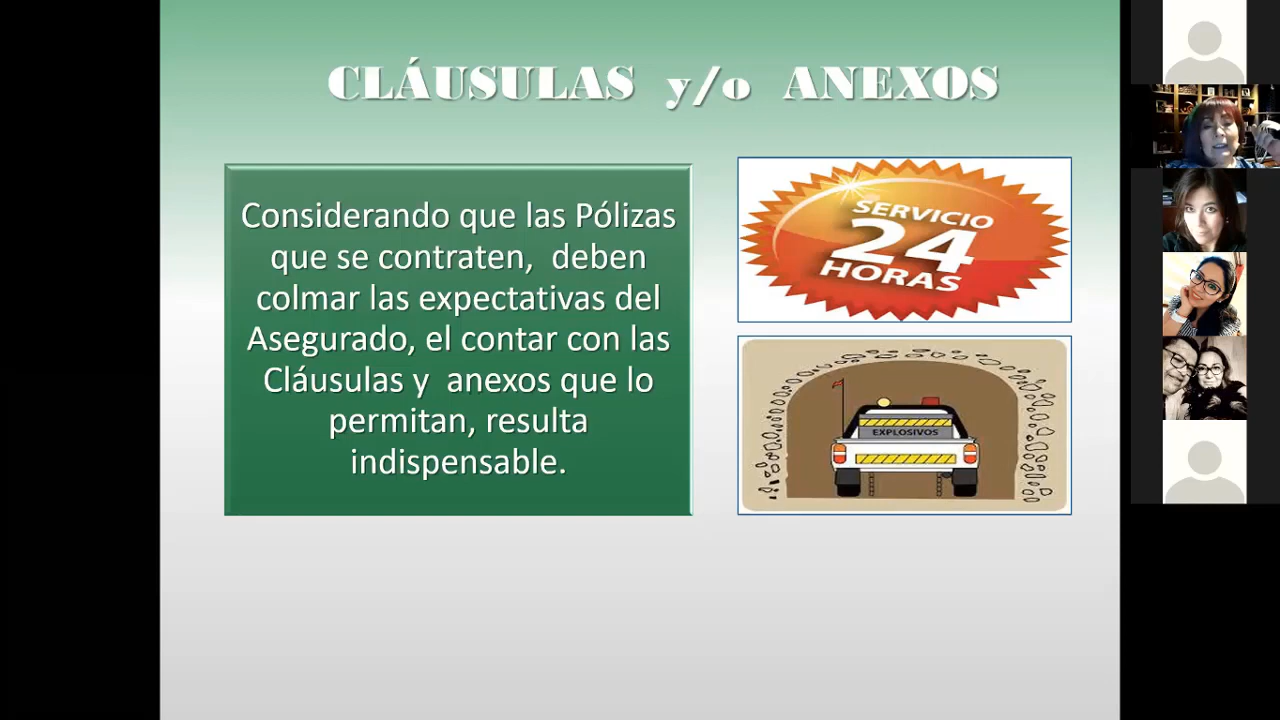 CLÁUSULAS y/o ANEXOS
Considerando que las Pólizas
que se contraten, deben
colmar las expectativas del
Asegurado, el contar con las
Cláusulas y anexos que lo
permitan, resulta
indispensable.
SERVICIO
24
HORAS
EXPLOSIVOS